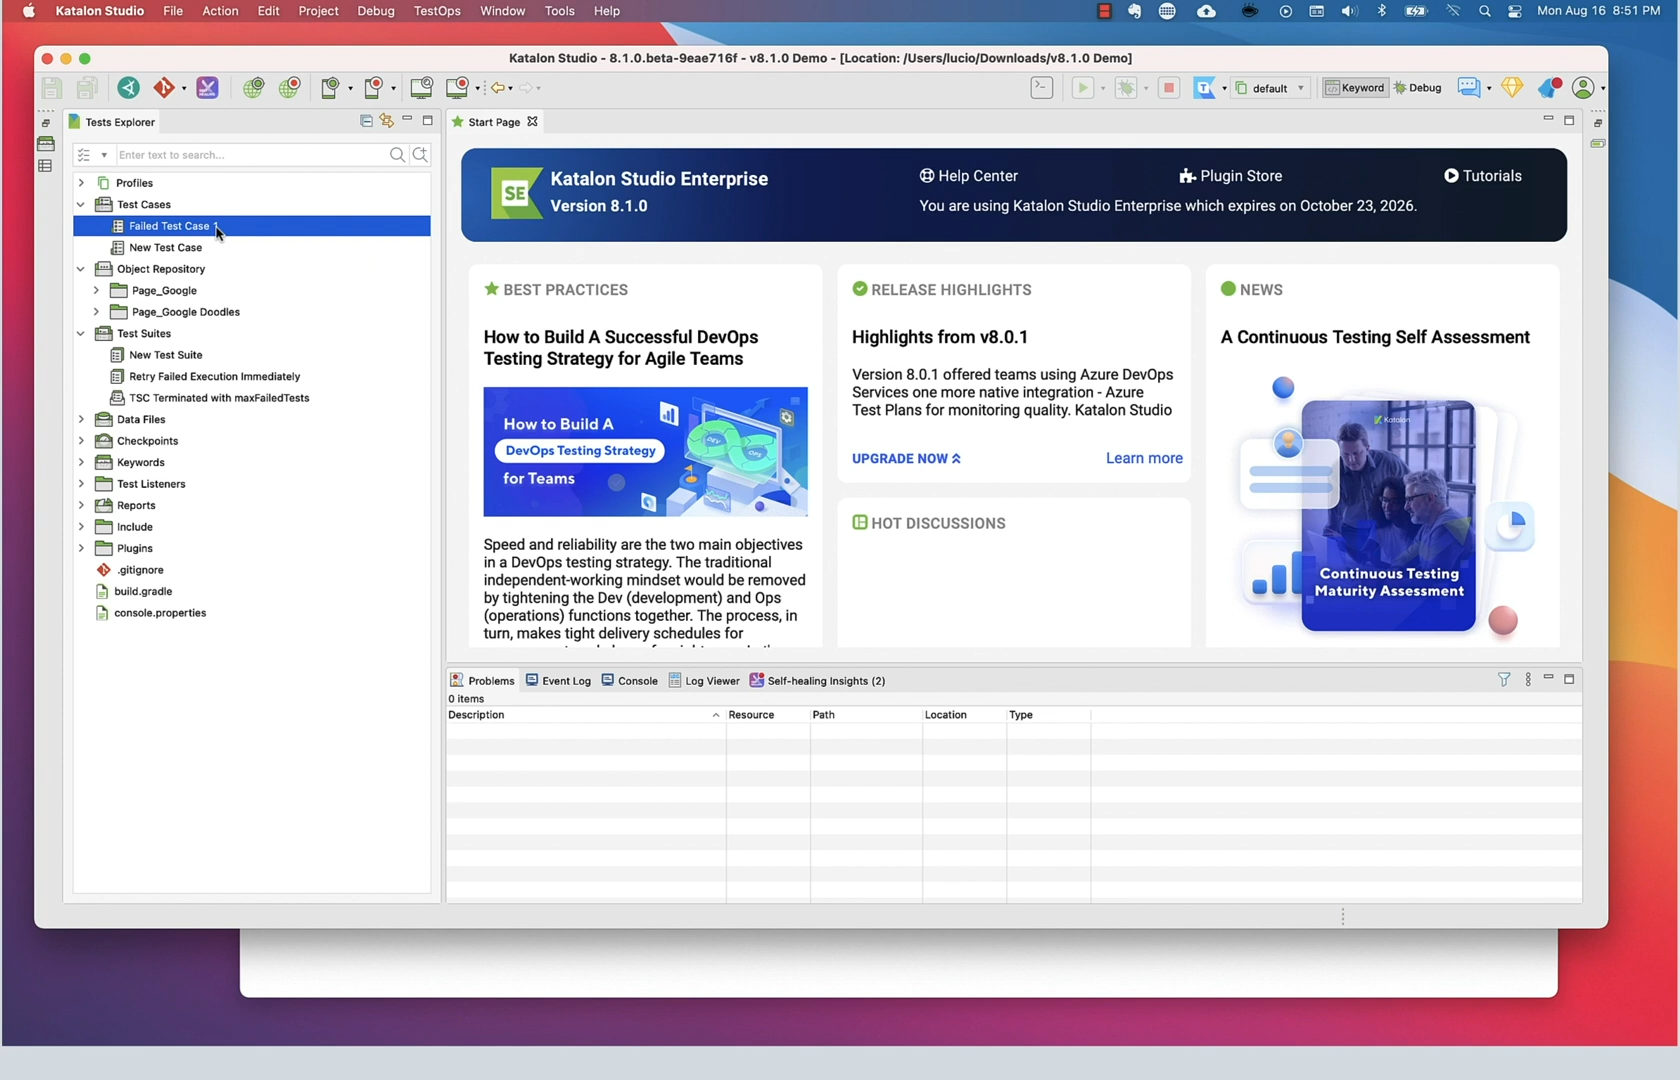 Katalon Studio File Action Edit Project Debug TestOps Window Tools Help Mon Aug 16 8:51 PM
Katalon Studio - 8.1.0.beta-9eae716f - v8.1.0 Demo - [Location: /Users/lucio/Downloads/v8.1.0 Demo]
default Keyword Debug
Tests Explorer
Enter text to search...
Profiles
Test Cases
Failed Test Case 1
New Test Case
Object Repository
Page_Google
Page_Google Doodles
Test Suites
New Test Suite
Retry Failed Execution Immediately
TSC Terminated with maxFailedTests
Data Files
Checkpoints
Keywords
Test Listeners
Reports
Include
Plugins
.gitignore
build.gradle
console.properties
Start Page
SE
Katalon Studio Enterprise
Version 8.1.0
Help Center Plugin Store Tutorials
You are using Katalon Studio Enterprise which expires on October 23, 2026.
BEST PRACTICES
How to Build A Successful DevOps
Testing Strategy for Agile Teams
How to Build A
DevOps Testing Strategy
for Teams
DEV
OPS
Speed and reliability are the two main objectives
in a DevOps testing strategy. The traditional
independent-working mindset would be removed
by tightening the Dev (development) and Ops
(operations) functions together. The process, in
turn, makes tight delivery schedules for
RELEASE HIGHLIGHTS
Highlights from v8.0.1
Version 8.0.1 offered teams using Azure DevOps
Services one more native integration - Azure
Test Plans for monitoring quality. Katalon Studio
UPGRADE NOW Learn more
HOT DISCUSSIONS
NEWS
A Continuous Testing Self Assessment
Katalon
Continuous Testing
Maturity Assessment
Problems Event Log Console Log Viewer Self-healing Insights (2)
0 items
Description Resource Path Location Type